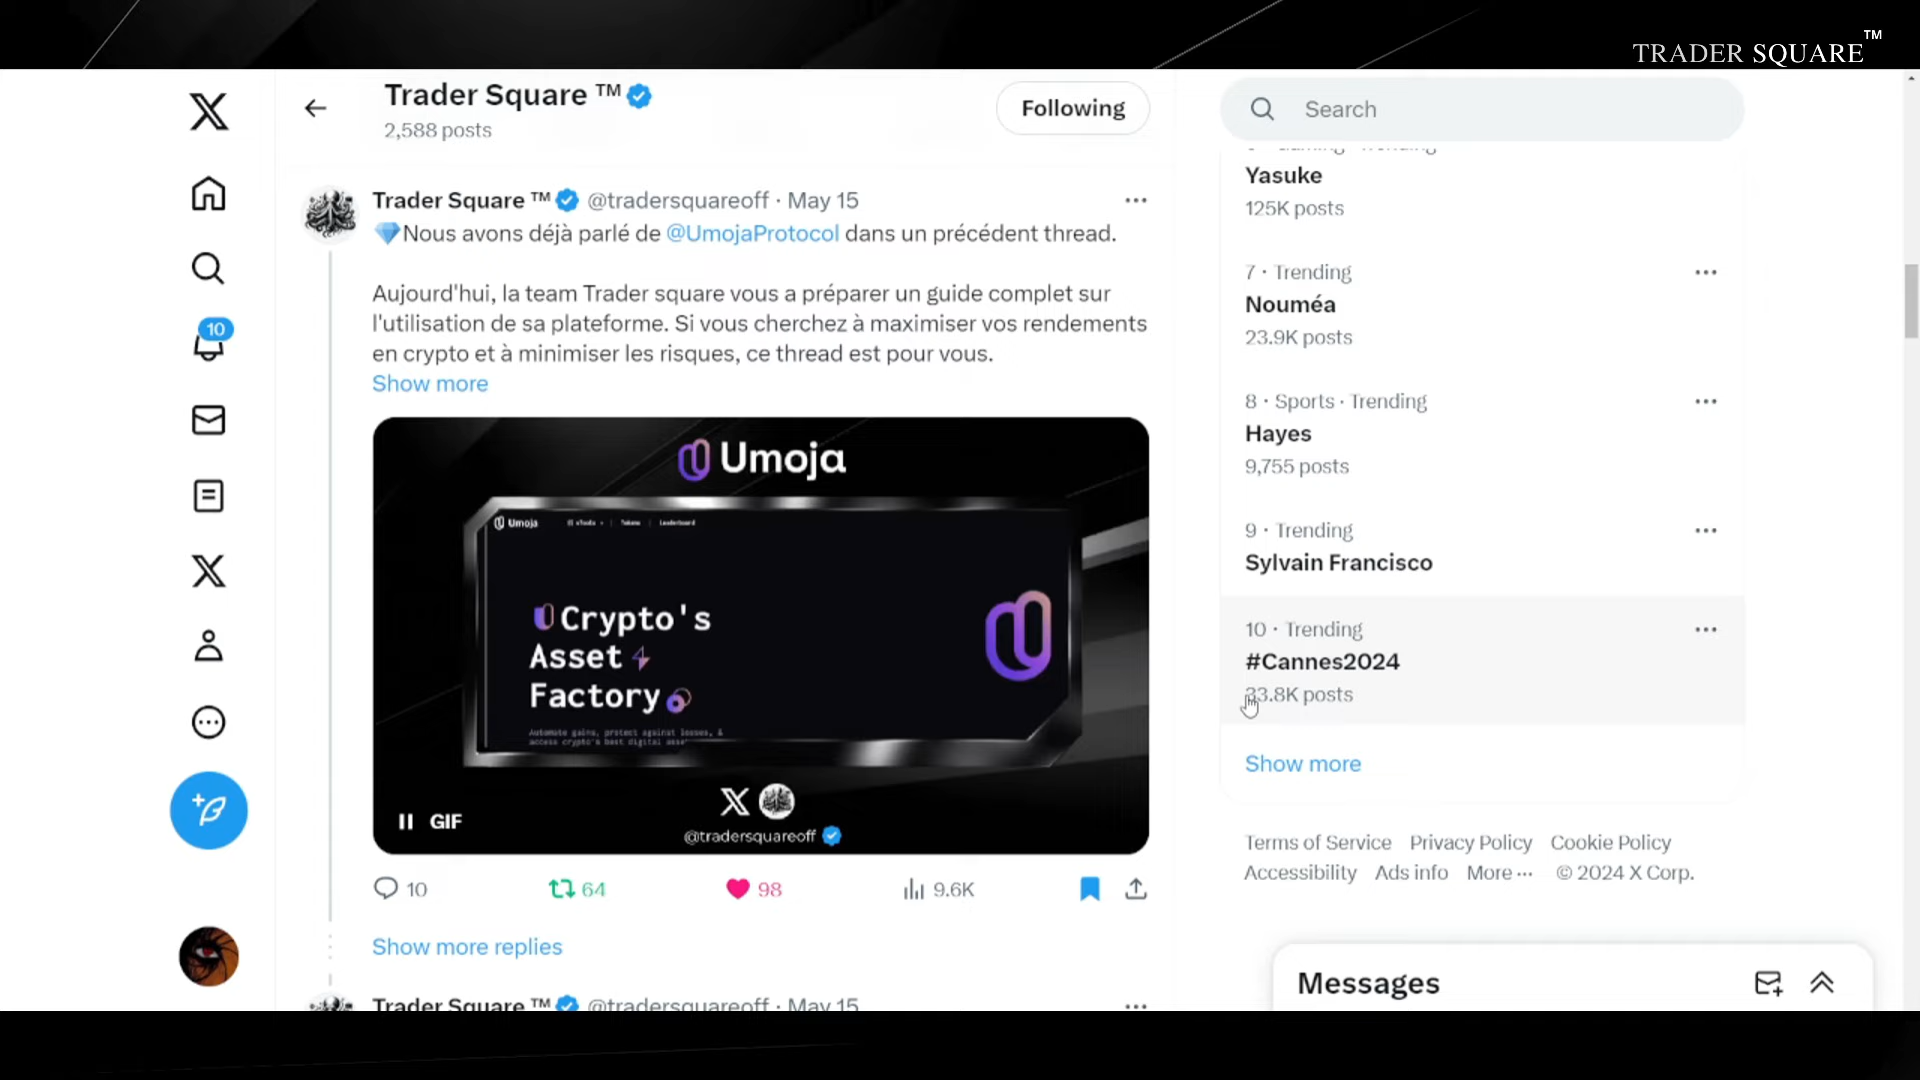 TRADER SQUARE™
Trader Square ™
2,588 posts
Following
Search
Trader Square ™ @tradersquareoff · May 15
Nous avons déjà parlé de @UmojaProtocol dans un précédent thread.
Aujourd'hui, la team Trader square vous a préparer un guide complet sur
l'utilisation de sa plateforme. Si vous cherchez à maximiser vos rendements
en crypto et à minimiser les risques, ce thread est pour vous.
Show more
Umoja
Umoja
Tokens
Leaderboard
Crypto's
Asset
Factory
Automate gains, protect against losses, &
access crypto's best digital
GIF
@tradersquareoff
10
64
98
9.6K
Show more replies
Trader Square ™ @tradersquareoff · May 15
10
Yasuke
125K posts
7 · Trending
Nouméa
23.9K posts
8 · Sports · Trending
Hayes
9,755 posts
9 · Trending
Sylvain Francisco
10 · Trending
#Cannes2024
33.8K posts
Show more
Terms of Service Privacy Policy Cookie Policy
Accessibility Ads info More ··· © 2024 X Corp.
Messages